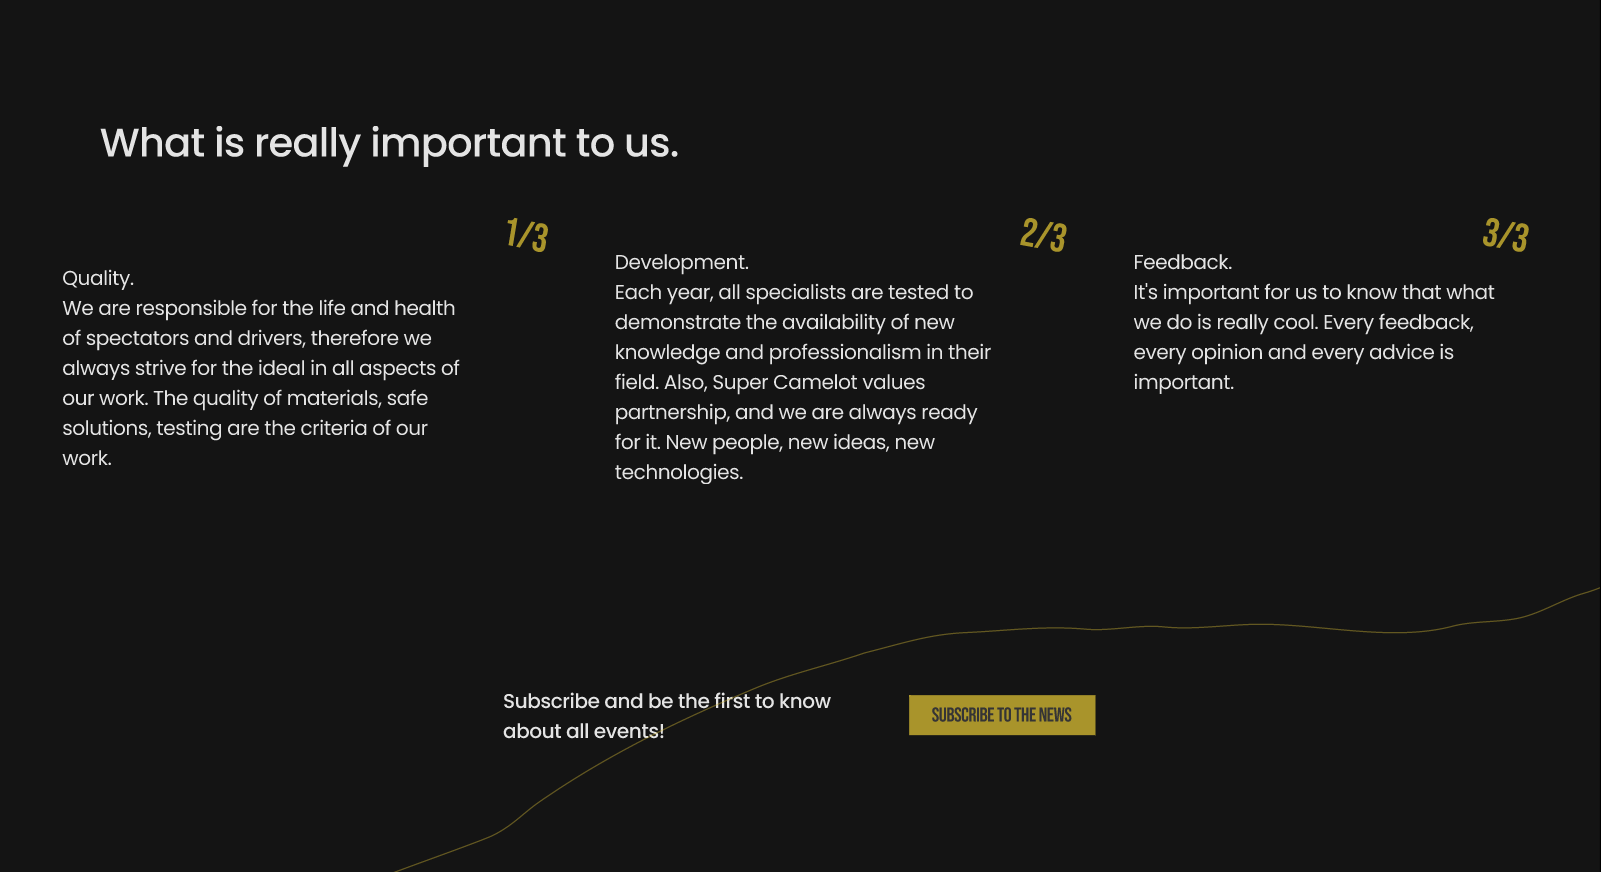 What is really important to us.
1/3
Quality.
We are responsible for the life and health
of spectators and drivers, therefore we
always strive for the ideal in all aspects of
our work. The quality of materials, safe
solutions, testing are the criteria of our
work.
2/3
Development.
Each year, all specialists are tested to
demonstrate the availability of new
knowledge and professionalism in their
field. Also, Super Camelot values
partnership, and we are always ready
for it. New people, new ideas, new
technologies.
3/3
Feedback.
It's important for us to know that what
we do is really cool. Every feedback,
every opinion and every advice is
important.
Subscribe and be the first to know
about all events!
SUBSCRIBE TO THE NEWS